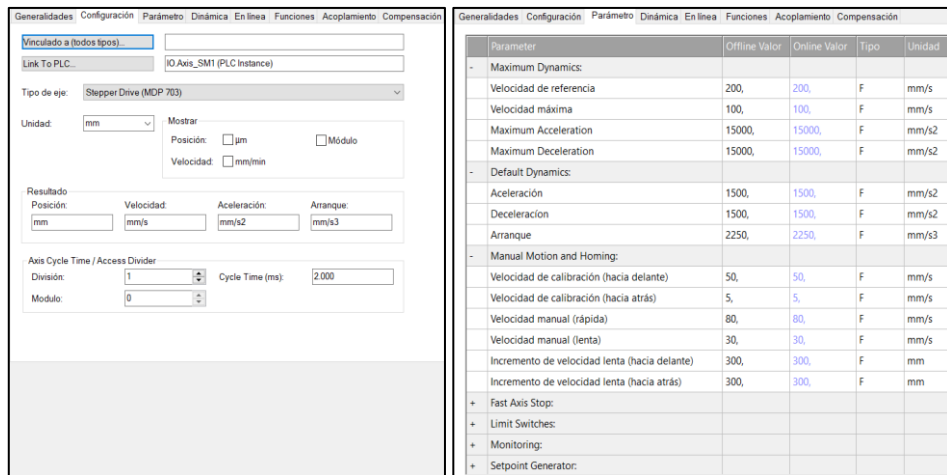 Generalidades Configuración Parámetro Dinámica En línea Funciones Acoplamiento Compensación
Vinculado a (todos tipos)...
Link To PLC... IO.Axis_SM1 (PLC Instance)
Tipo de eje: Stepper Drive (MDP 703)
Unidad: mm Mostrar
Posición: µm Módulo
Velocidad: mm/min
Resultado
Posición: Velocidad: Aceleración: Arranque:
mm mm/s mm/s2 mm/s3
Axis Cycle Time / Access Divider
División: 1 Cycle Time (ms): 2.000
Modulo: 0
Generalidades Configuración Parámetro Dinámica En línea Funciones Acoplamiento Compensación
Parameter Offline Valor Online Valor Tipo Unidad
- Maximum Dynamics:
Velocidad de referencia 200, 200, F mm/s
Velocidad máxima 100, 100, F mm/s
Maximum Acceleration 15000, 15000, F mm/s2
Maximum Deceleration 15000, 15000, F mm/s2
- Default Dynamics:
Aceleración 1500, 1500, F mm/s2
Deceleracíon 1500, 1500, F mm/s2
Arranque 2250, 2250, F mm/s3
- Manual Motion and Homing:
Velocidad de calibración (hacia delante) 50, 50, F mm/s
Velocidad de calibración (hacia atrás) 5, 5, F mm/s
Velocidad manual (rápida) 80, 80, F mm/s
Velocidad manual (lenta) 30, 30, F mm/s
Incremento de velocidad lenta (hacia delante) 300, 300, F mm
Incremento de velocidad lenta (hacia atrás) 300, 300, F mm
+ Fast Axis Stop:
+ Limit Switches:
+ Monitoring:
+ Setpoint Generator: